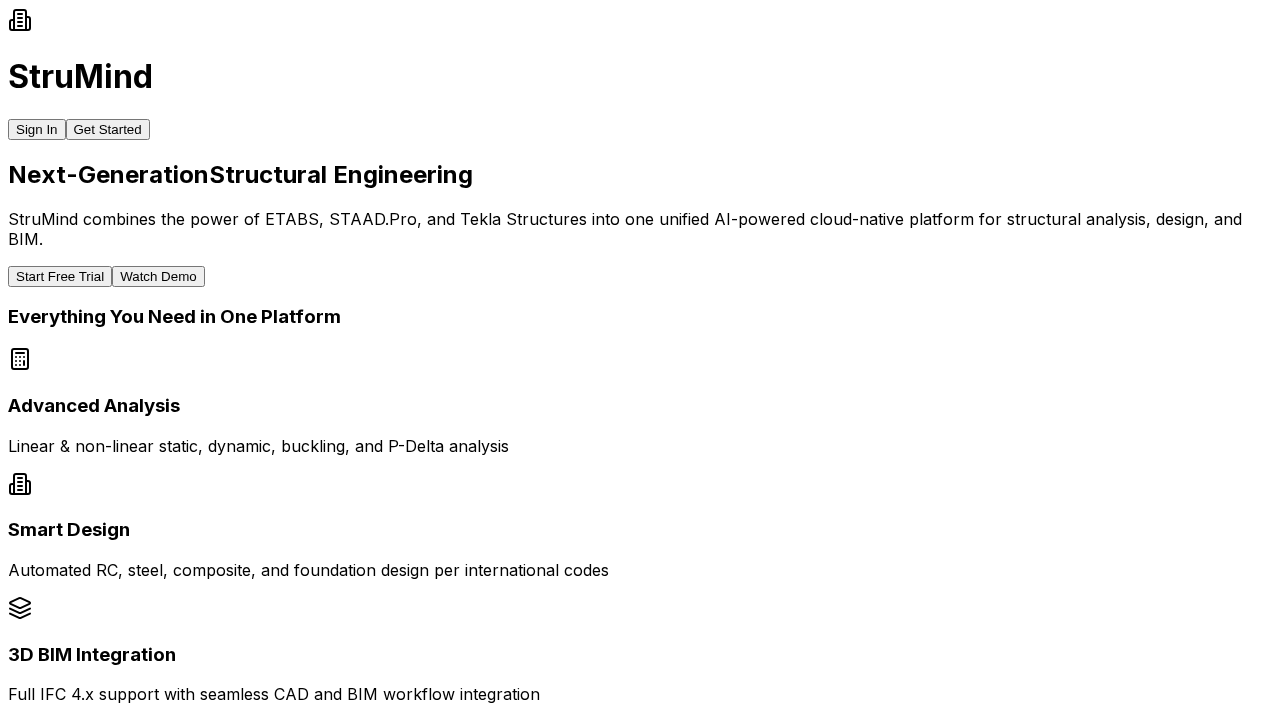 StruMind
Sign In Get Started
Next-GenerationStructural Engineering
StruMind combines the power of ETABS, STAAD.Pro, and Tekla Structures into one unified AI-powered cloud-native platform for structural analysis, design, and
BIM.
Start Free Trial Watch Demo
Everything You Need in One Platform
Advanced Analysis
Linear & non-linear static, dynamic, buckling, and P-Delta analysis
Smart Design
Automated RC, steel, composite, and foundation design per international codes
3D BIM Integration
Full IFC 4.x support with seamless CAD and BIM workflow integration